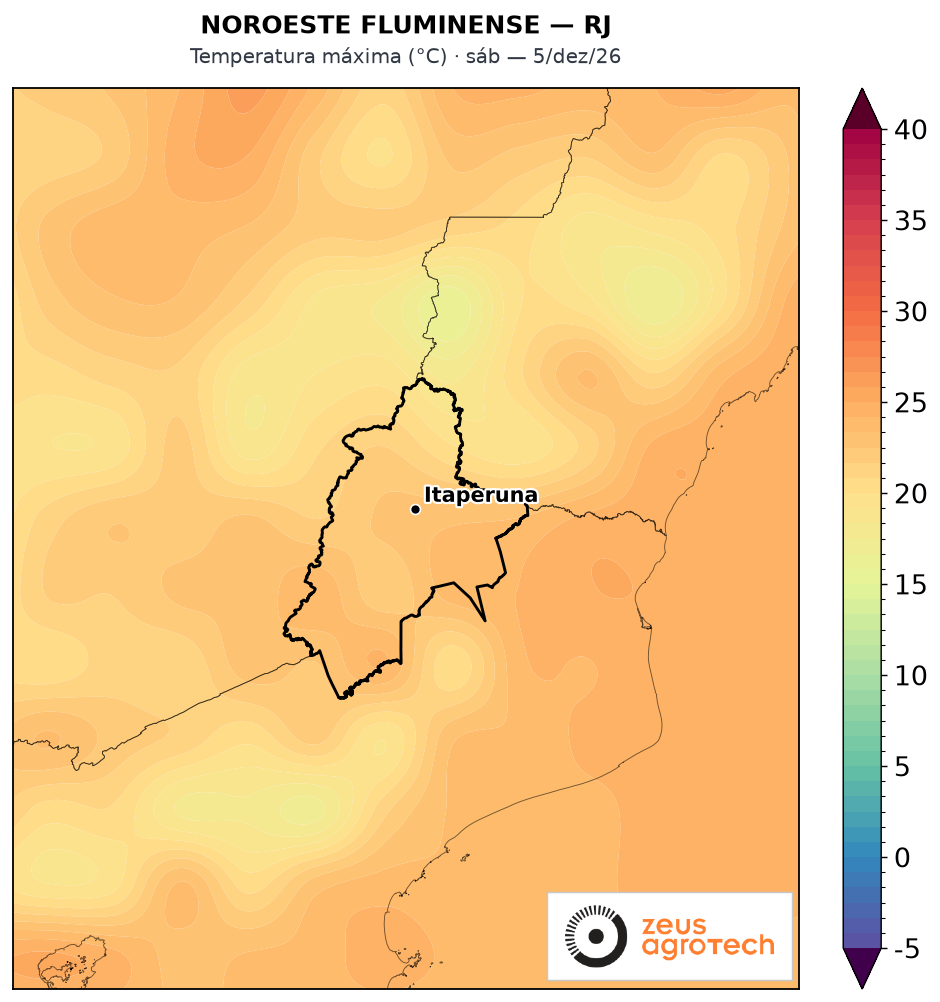 NOROESTE FLUMINENSE — RJ
Temperatura máxima (°C) · sáb — 5/dez/26
40
35
30
25
20
15
10
5
0
-5
Itaperuna
zeus
agrotech